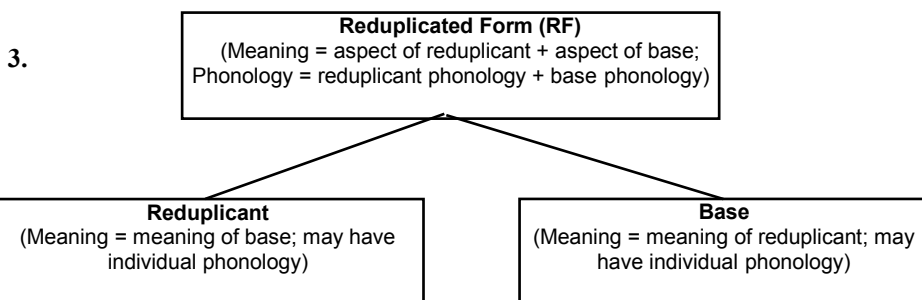 3.
Reduplicated Form (RF)
(Meaning = aspect of reduplicant + aspect of base;
Phonology = reduplicant phonology + base phonology)
Reduplicant
(Meaning = meaning of base; may have
individual phonology)
Base
(Meaning = meaning of reduplicant; may
have individual phonology)